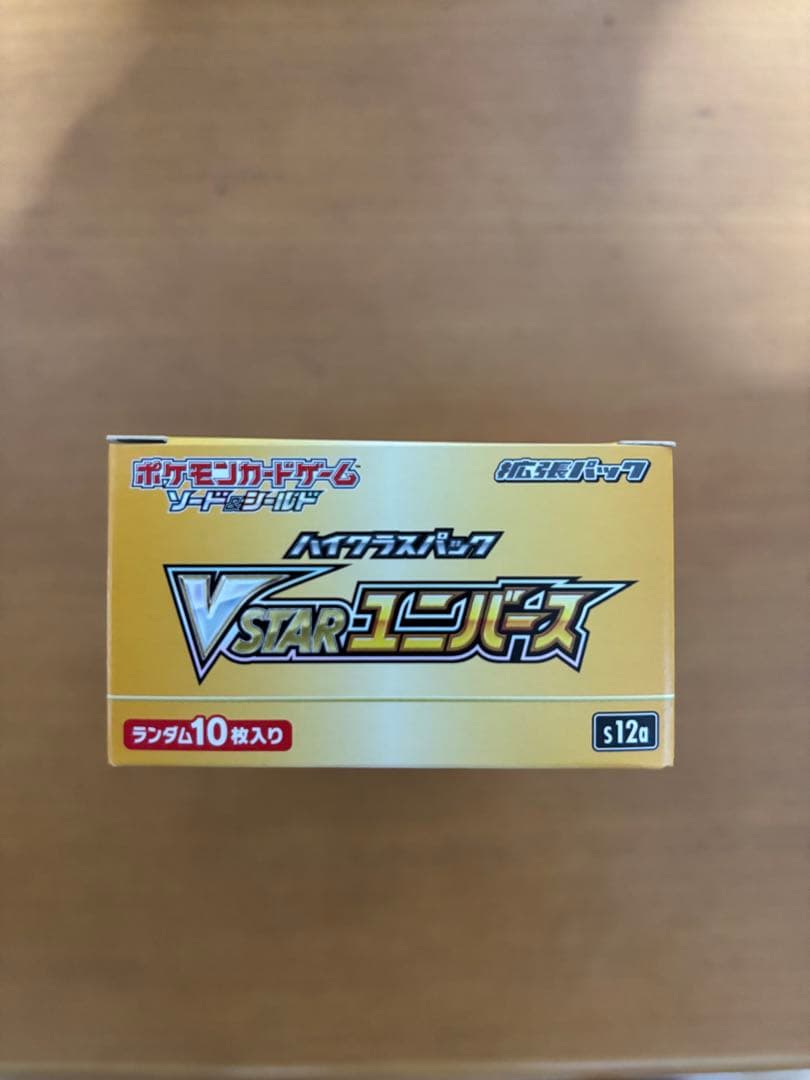 ポケモンカードゲーム
ソード&シールド
拡張パック
ハイクラスパック
VSTARユニバース
ランダム10枚入り
s12a